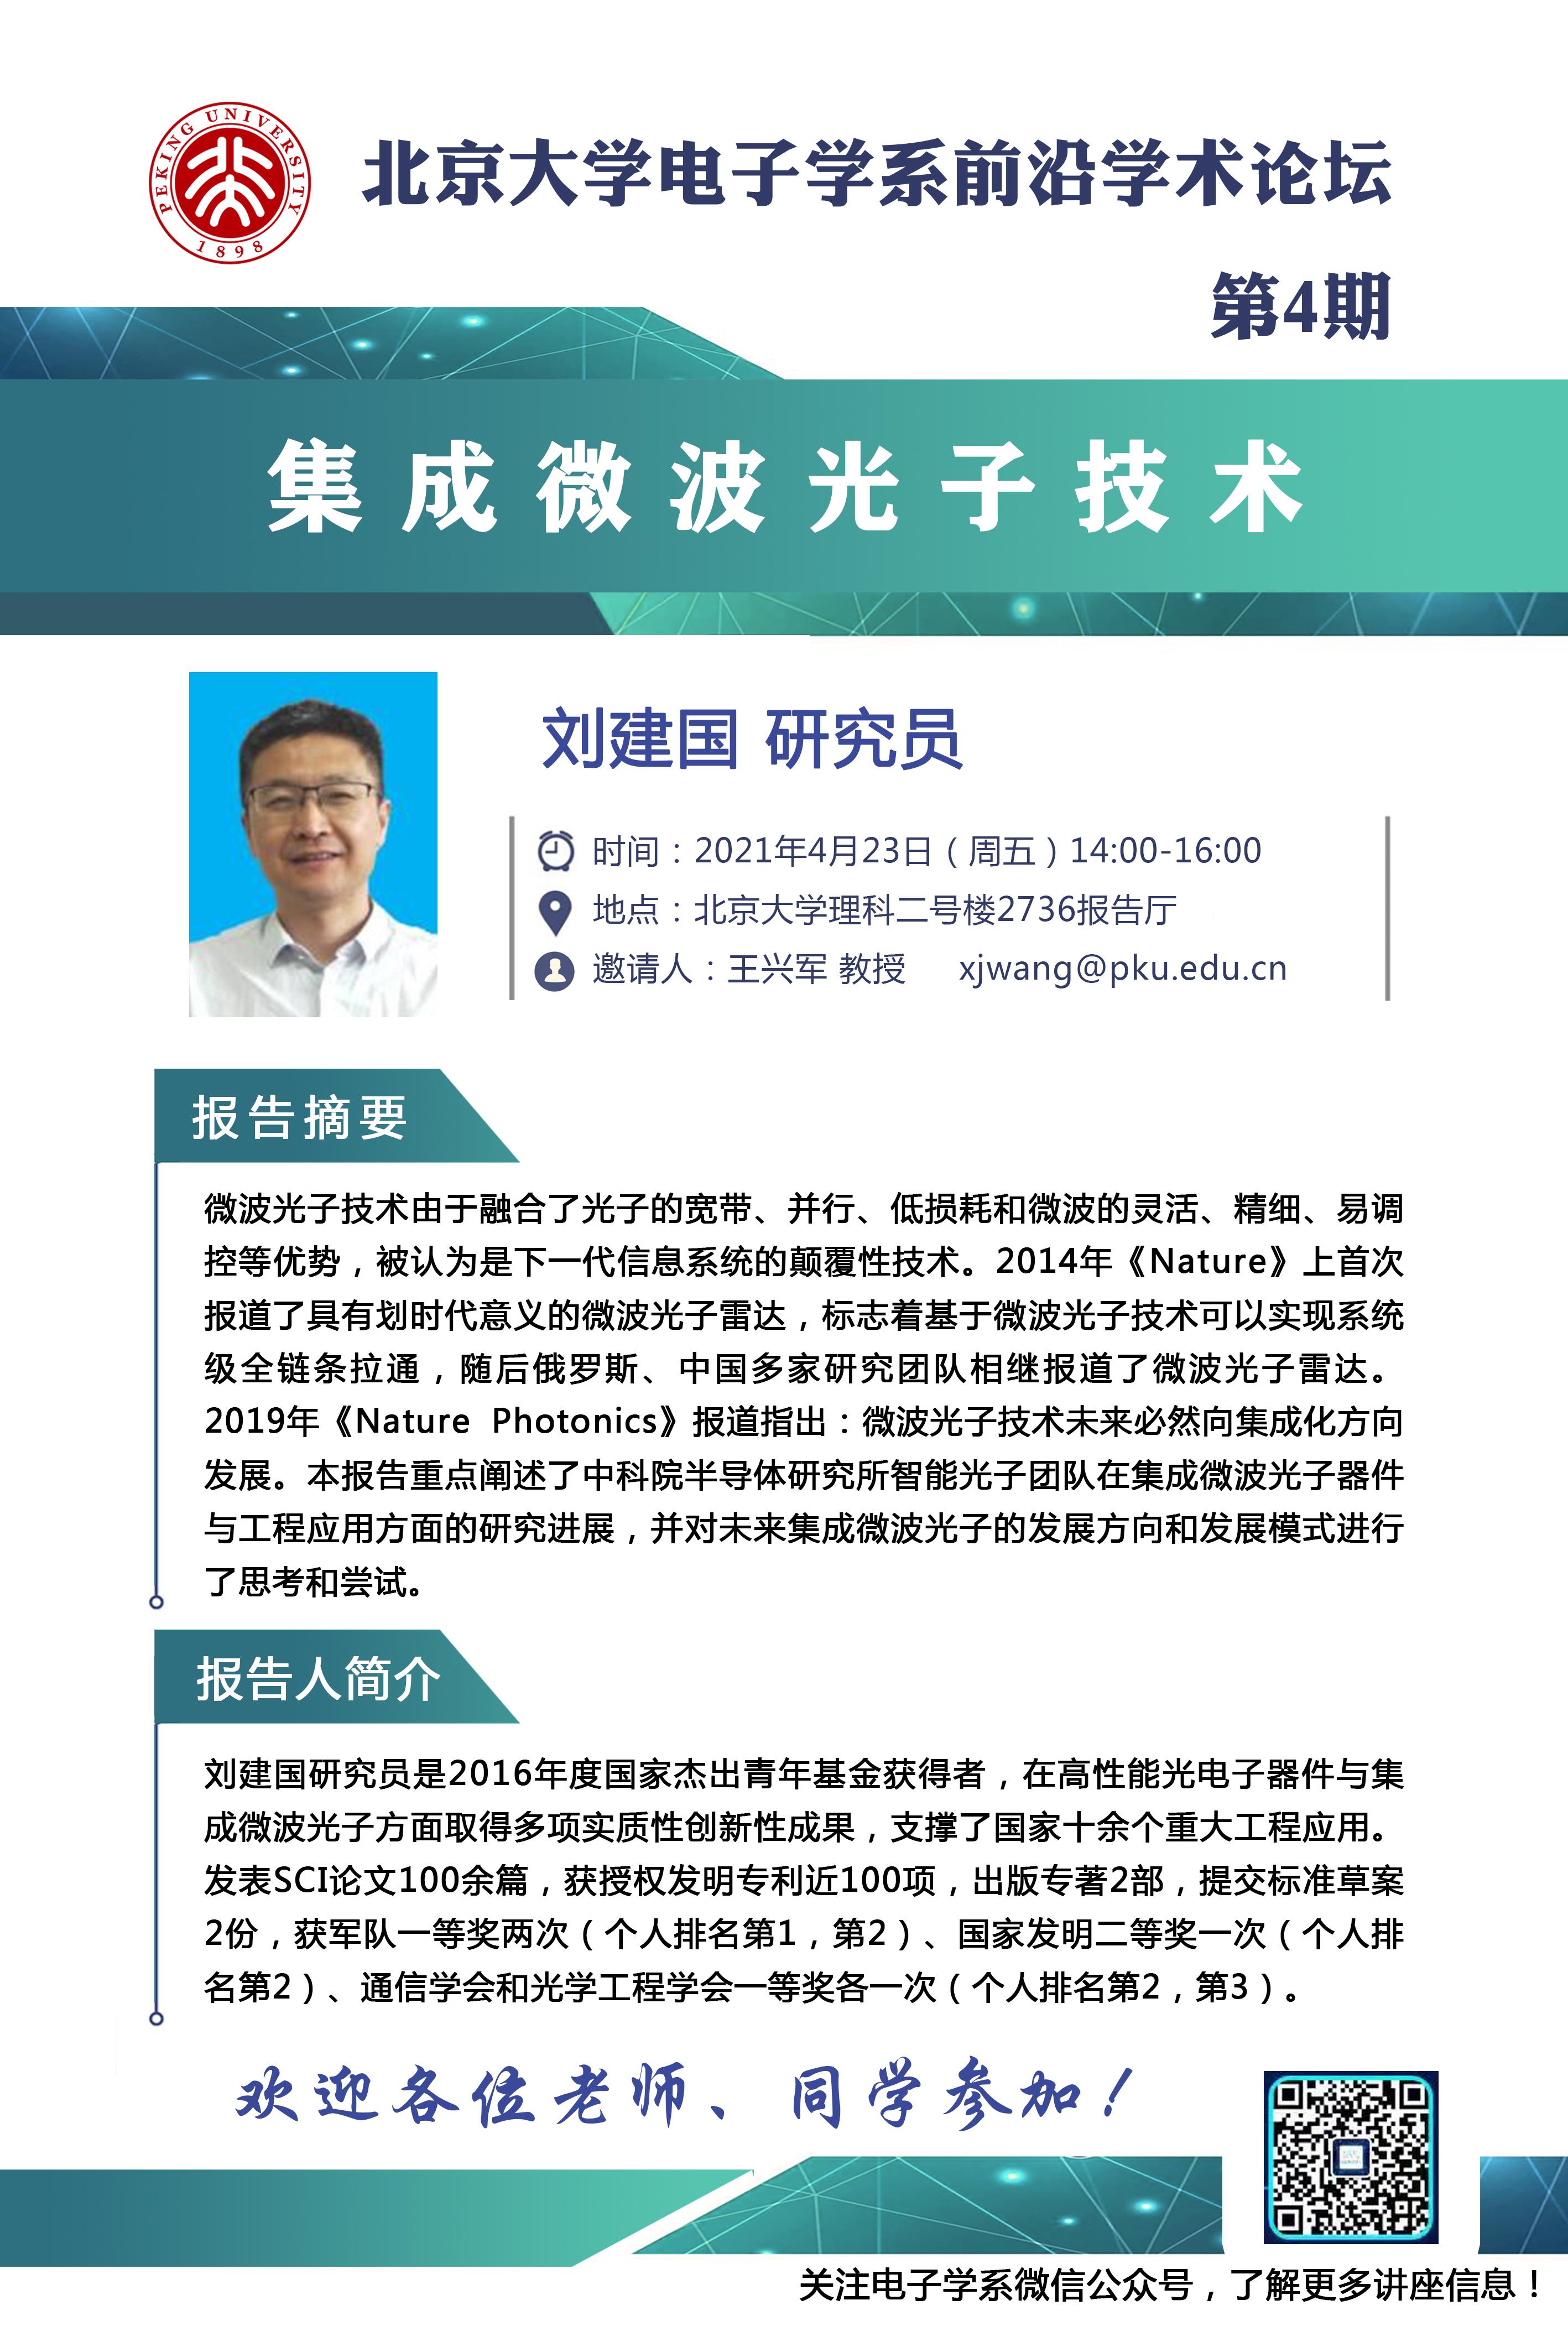 PEKING UNIVERSITY
1898
北京大学电子学系前沿学术论坛
第4期
集成微波光子技术
刘建国 研究员
时间：2021年4月23日（周五）14:00-16:00
地点：北京大学理科二号楼2736报告厅
邀请人：王兴军 教授 xjwang@pku.edu.cn
报告摘要
微波光子技术由于融合了光子的宽带、并行、低损耗和微波的灵活、精细、易调
控等优势，被认为是下一代信息系统的颠覆性技术。2014年《Nature》上首次
报道了具有划时代意义的微波光子雷达，标志着基于微波光子技术可以实现系统
级全链条拉通，随后俄罗斯、中国多家研究团队相继报道了微波光子雷达。
2019年《Nature Photonics》报道指出：微波光子技术未来必然向集成化方向
发展。本报告重点阐述了中科院半导体研究所智能光子团队在集成微波光子器件
与工程应用方面的研究进展，并对未来集成微波光子的发展方向和发展模式进行
了思考和尝试。
报告人简介
刘建国研究员是2016年度国家杰出青年基金获得者，在高性能光电子器件与集
成微波光子方面取得多项实质性创新性成果，支撑了国家十余个重大工程应用。
发表SCI论文100余篇，获授权发明专利近100项，出版专著2部，提交标准草案
2份，获军队一等奖两次（个人排名第1，第2）、国家发明二等奖一次（个人排
名第2）、通信学会和光学工程学会一等奖各一次（个人排名第2，第3）。
欢迎各位老师、同学参加！
关注电子学系微信公众号，了解更多讲座信息！